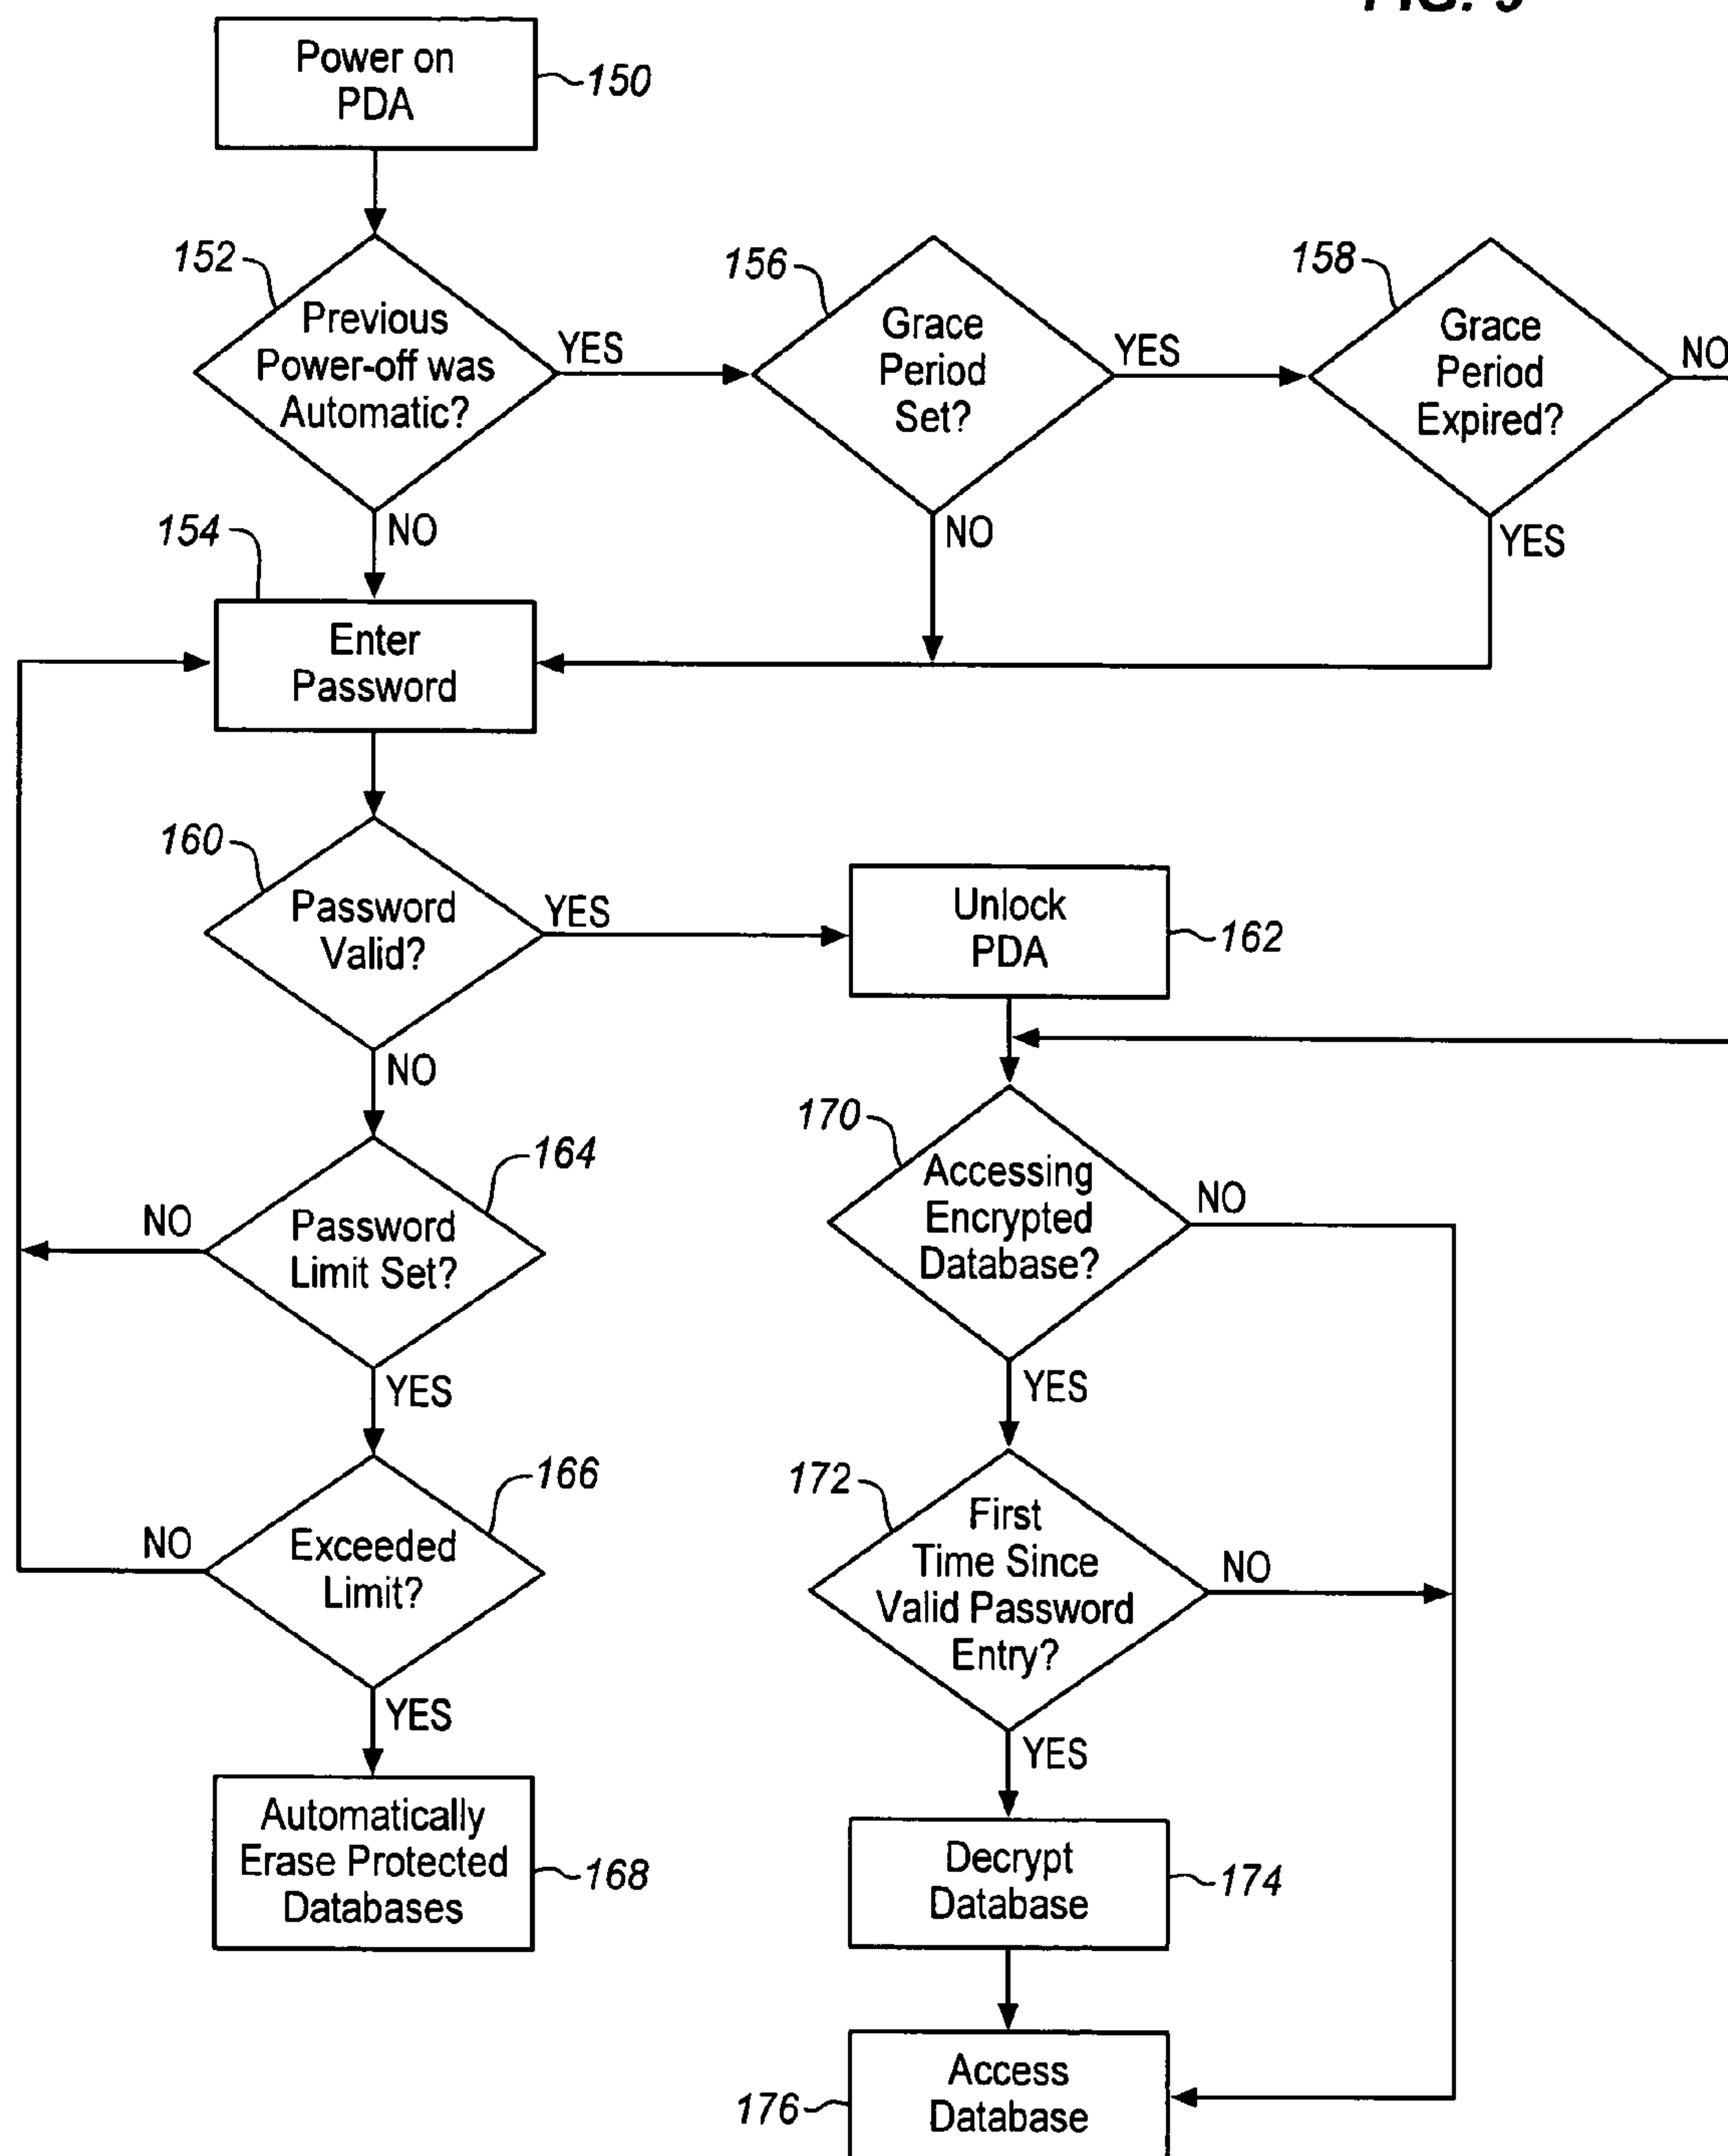 Power on
PDA
150
152
Previous
Power-off was
Automatic?
YES
NO
156
Grace
Period
Set?
YES
NO
158
Grace
Period
Expired?
NO
YES
154
Enter
Password
160
Password
Valid?
YES
NO
Unlock
PDA
162
164
Password
Limit Set?
NO
YES
170
Accessing
Encrypted
Database?
NO
YES
166
Exceeded
Limit?
NO
YES
172
First
Time Since
Valid Password
Entry?
NO
YES
Automatically
Erase Protected
Databases
168
Decrypt
Database
174
Access
Database
176